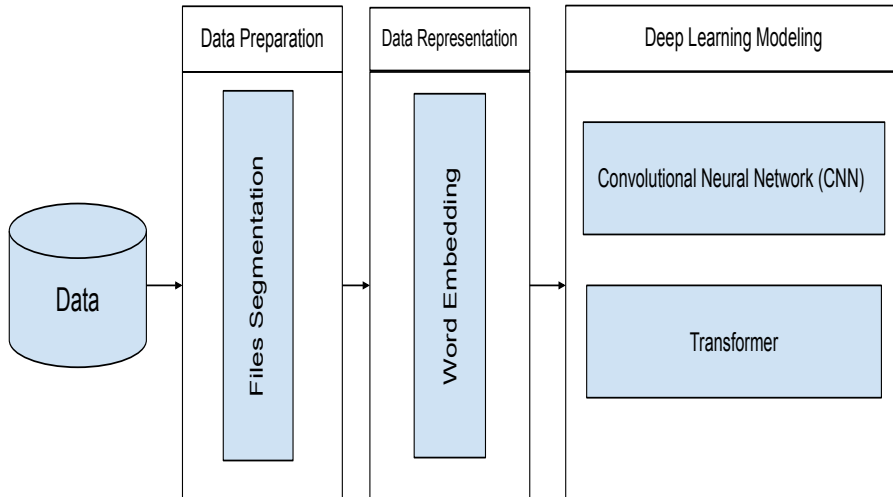 Data Preparation
Data Representation
Deep Learning Modeling
Data
Files Segmentation
Word Embedding
Convolutional Neural Network (CNN)
Transformer